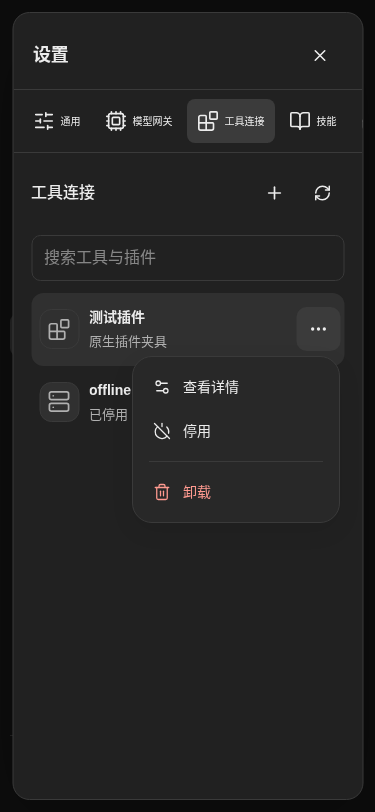 设置
通用
模型网关
工具连接
技能
工具连接
搜索工具与插件
测试插件
原生插件夹具
offline
已停用
查看详情
停用
卸载